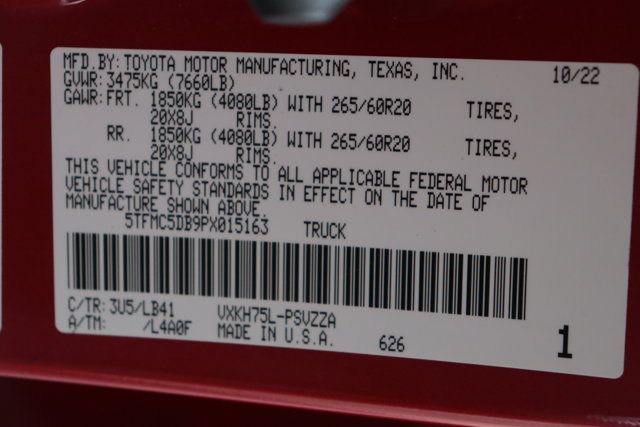 MFD.BY: TOYOTA MOTOR MANUFACTURING, TEXAS, INC. 10/22
GVWR: 3475KG (7660LB)
GAWR: FRT. 1850KG (4080LB) WITH 265/60R20 TIRES,
20X8J RIMS.
RR. 1850KG (4080LB) WITH 265/60R20 TIRES,
20X8J RIMS.
THIS VEHICLE CONFORMS TO ALL APPLICABLE FEDERAL MOTOR
VEHICLE SAFETY STANDARDS IN EFFECT ON THE DATE OF
MANUFACTURE SHOWN ABOVE.
5TFMC5DB9PX015163 TRUCK
C/TR: 3U5/LB41 VXKH75L-PSVZZA
A/TM: /L4A0F MADE IN U.S.A. 626 1